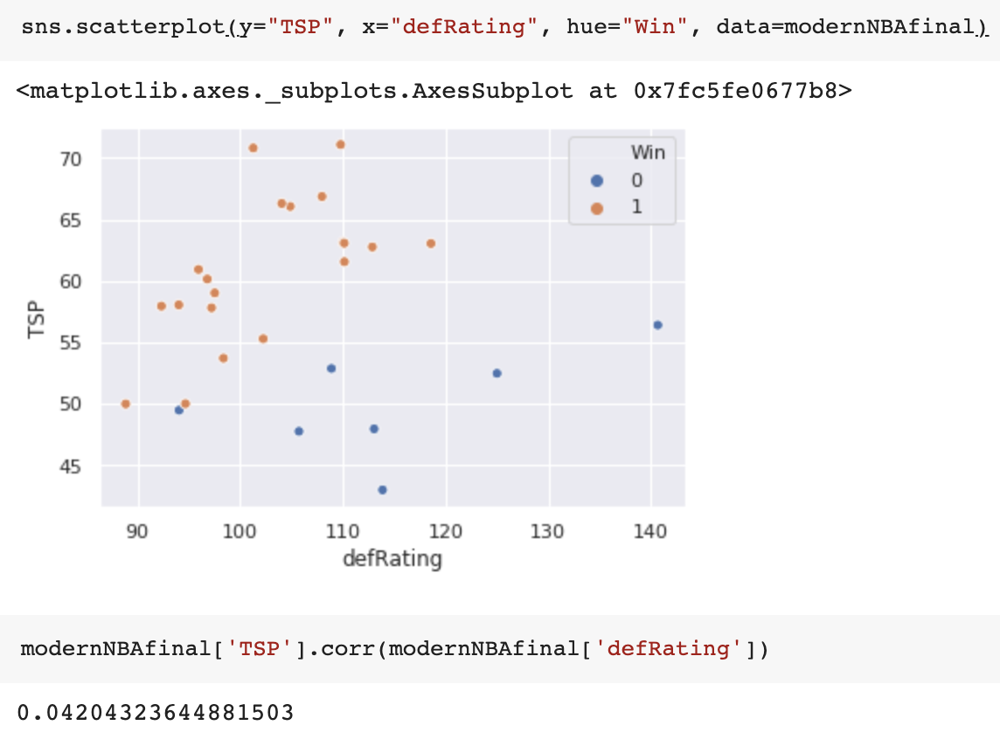 sns.scatterplot(y="TSP", x="defRating", hue="Win", data=modernNBAfinal)
<matplotlib.axes._subplots.AxesSubplot at 0x7fc5fe0677b8>
Win
0
1
70
65
60
55
50
45
TSP
90 100 110 120 130 140
defRating
modernNBAfinal['TSP'].corr(modernNBAfinal['defRating'])
0.04204323644881503